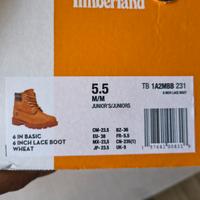 Timberland
5.5
M/M
JUNIOR'S/JUNIORS
TB 1A2MBB 231
6 INCH LACE BOOT
CM-23.5 BZ-36
EU-38 FR-5.5
MX-23.5 CN-235(1)
JP-23.5 UK-5
6 IN BASIC
6 INCH LACE BOOT
WHEAT